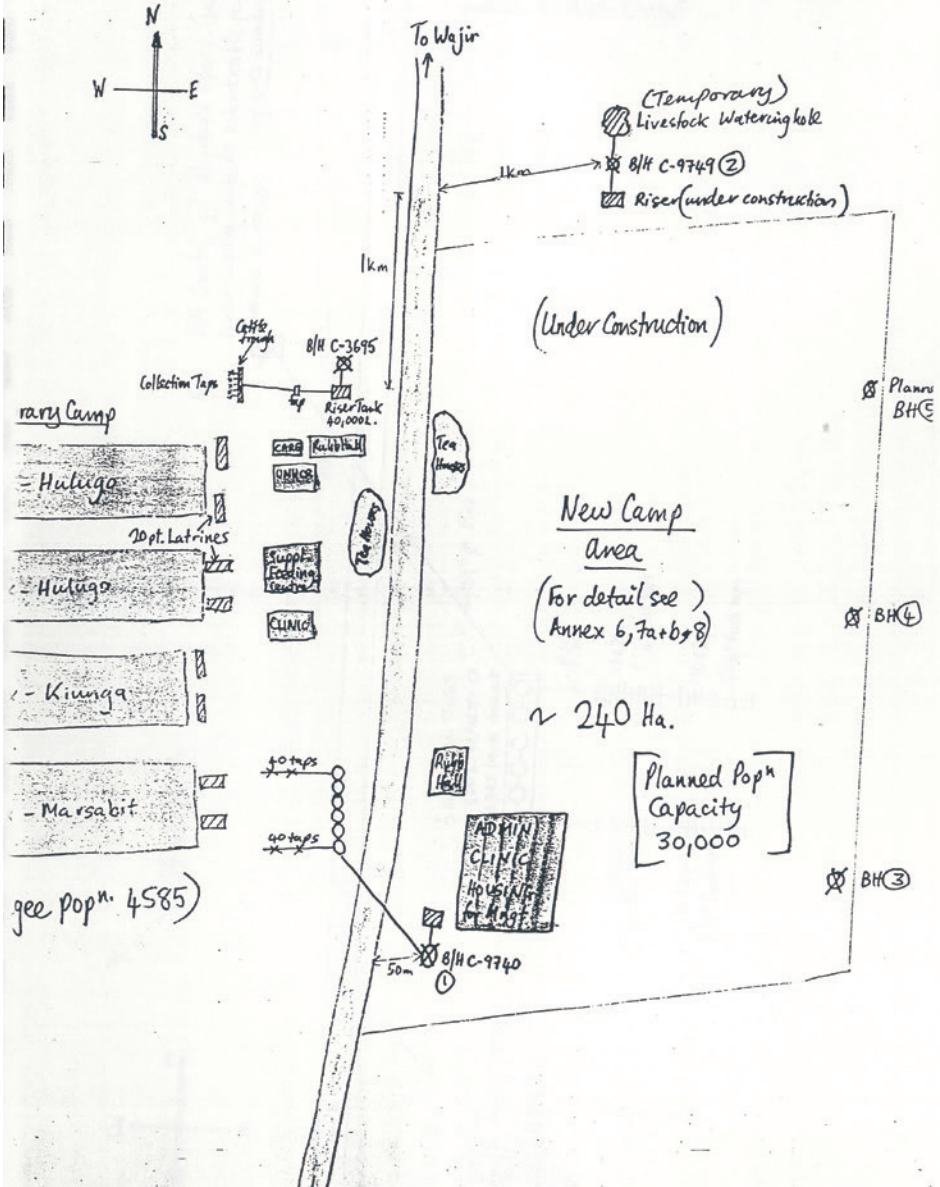 N
W E
S
To Wajir
(Temporary)
Livestock Wateringhole
B/H C-9749 ②
Riser (under construction)
1km
1km
(Under Construction)
Cattle
trough
B/H C-3695
Collection Taps
tap
Riser Tank
40,000L.
Plann
BH⑤
rary Camp
CARE
RubbHall
UNHCR
Tea
Houses
- Hulugo
20pt. Latrines
Tea Houses
New Camp
area
- Hulugo
Suppt.
Feeding
Centre
(For detail see)
(Annex 6, 7a+b+8)
CLINIC
BH④
- Kiunga
~ 240 Ha.
40 taps
Rubb
Hall
[Planned Popⁿ
Capacity
30,000]
- Marsabit
40 taps
ADMIN
CLINIC
HOUSING
for Mngt.
BH③
gee popⁿ. 4585)
50m
B/H C-9740
①